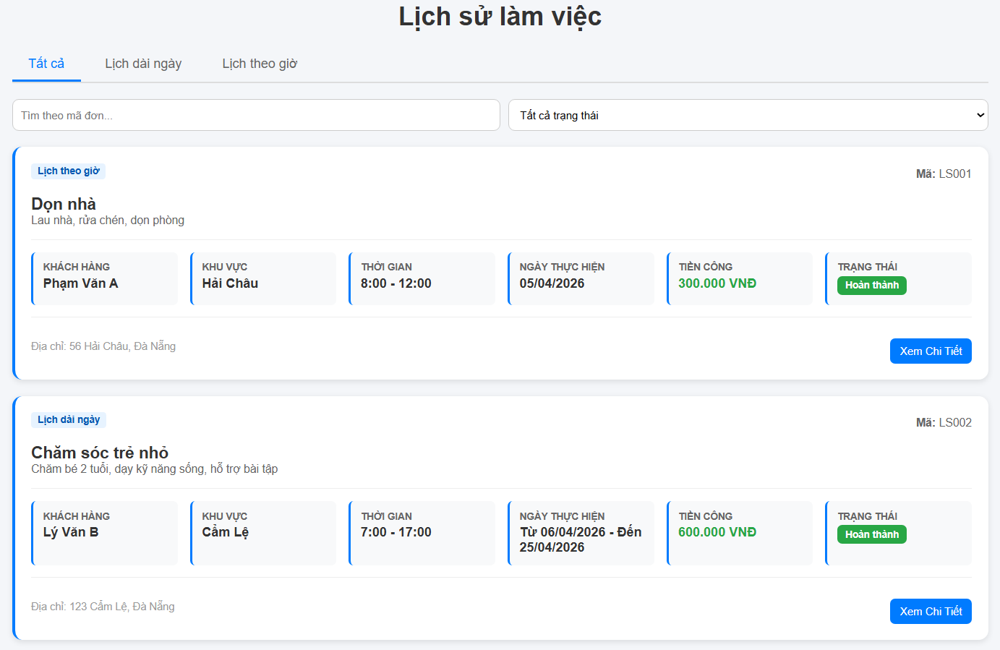 Lịch sử làm việc
Tất cả
Lịch dài ngày
Lịch theo giờ
Tìm theo mã đơn...
Tất cả trạng thái
Lịch theo giờ
Mã: LS001
Dọn nhà
Lau nhà, rửa chén, dọn phòng
KHÁCH HÀNG
Phạm Văn A
KHU VỰC
Hải Châu
THỜI GIAN
8:00 - 12:00
NGÀY THỰC HIỆN
05/04/2026
TIỀN CÔNG
300.000 VNĐ
TRẠNG THÁI
Hoàn thành
Địa chỉ: 56 Hải Châu, Đà Nẵng
Xem Chi Tiết
Lịch dài ngày
Mã: LS002
Chăm sóc trẻ nhỏ
Chăm bé 2 tuổi, dạy kỹ năng sống, hỗ trợ bài tập
KHÁCH HÀNG
Lý Văn B
KHU VỰC
Cẩm Lệ
THỜI GIAN
7:00 - 17:00
NGÀY THỰC HIỆN
Từ 06/04/2026 - Đến
25/04/2026
TIỀN CÔNG
600.000 VNĐ
TRẠNG THÁI
Hoàn thành
Địa chỉ: 123 Cẩm Lệ, Đà Nẵng
Xem Chi Tiết